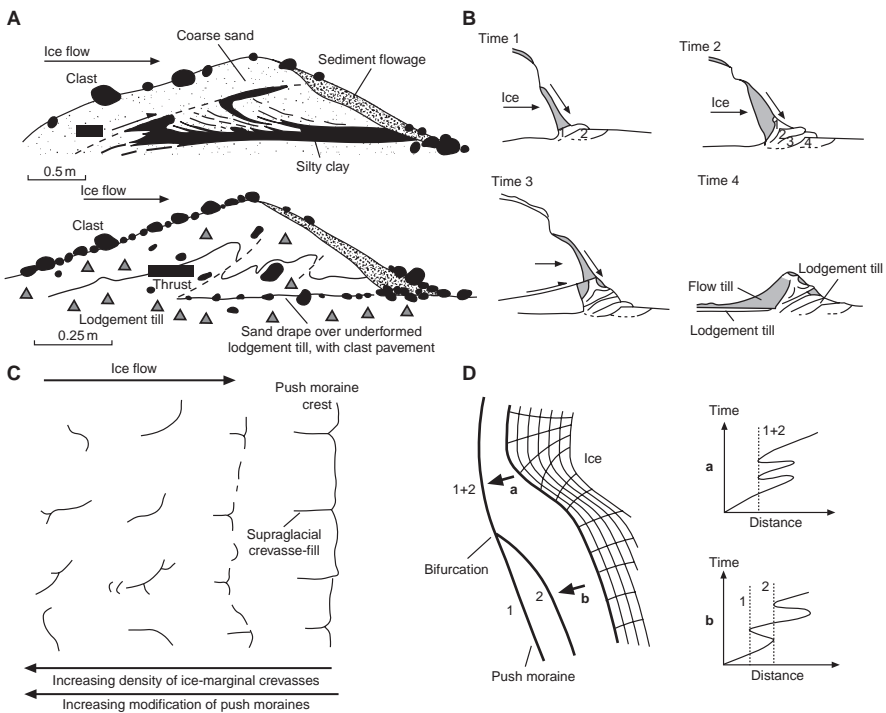 A
Ice flow
Coarse sand
Sediment flowage
Clast
Silty clay
0.5 m
Ice flow
Clast
Thrust
Lodgement till
Sand drape over underformed
lodgement till, with clast pavement
0.25 m
B
Time 1
Ice
1
2
Time 2
Ice
2
3
4
Time 3
Time 4
Flow till
Lodgement till
Lodgement till
C
Ice flow
Push moraine
crest
Supraglacial
crevasse-fill
Increasing density of ice-marginal crevasses
Increasing modification of push moraines
D
Ice
1+2
a
Bifurcation
1
2
b
Push moraine
Time
1+2
a
Distance
Time
1
2
b
Distance